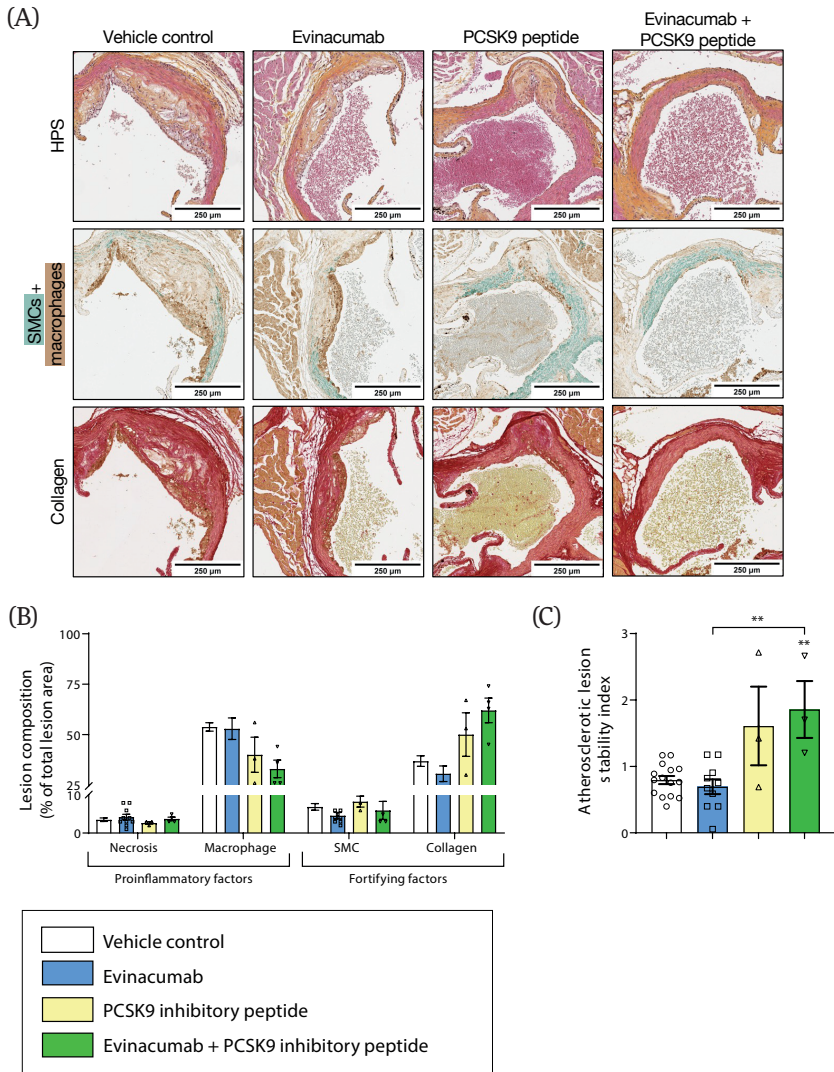 (A)
Vehicle control
Evinacumab
PCSK9 peptide
Evinacumab +
PCSK9 peptide
HPS
250 µm
250 µm
250 µm
250 µm
SMCs +
macrophages
250 µm
250 µm
250 µm
250 µm
Collagen
250 µm
250 µm
250 µm
250 µm
(B)
Lesion composition
(% of total lesion area)
100
75
50
25
10
0
Necrosis
Macrophage
SMC
Collagen
Proinflammatory factors
Fortifying factors
(C)
Atherosclerotic lesion
s tability index
3
2
1
0
**
**
Vehicle control
Evinacumab
PCSK9 inhibitory peptide
Evinacumab + PCSK9 inhibitory peptide